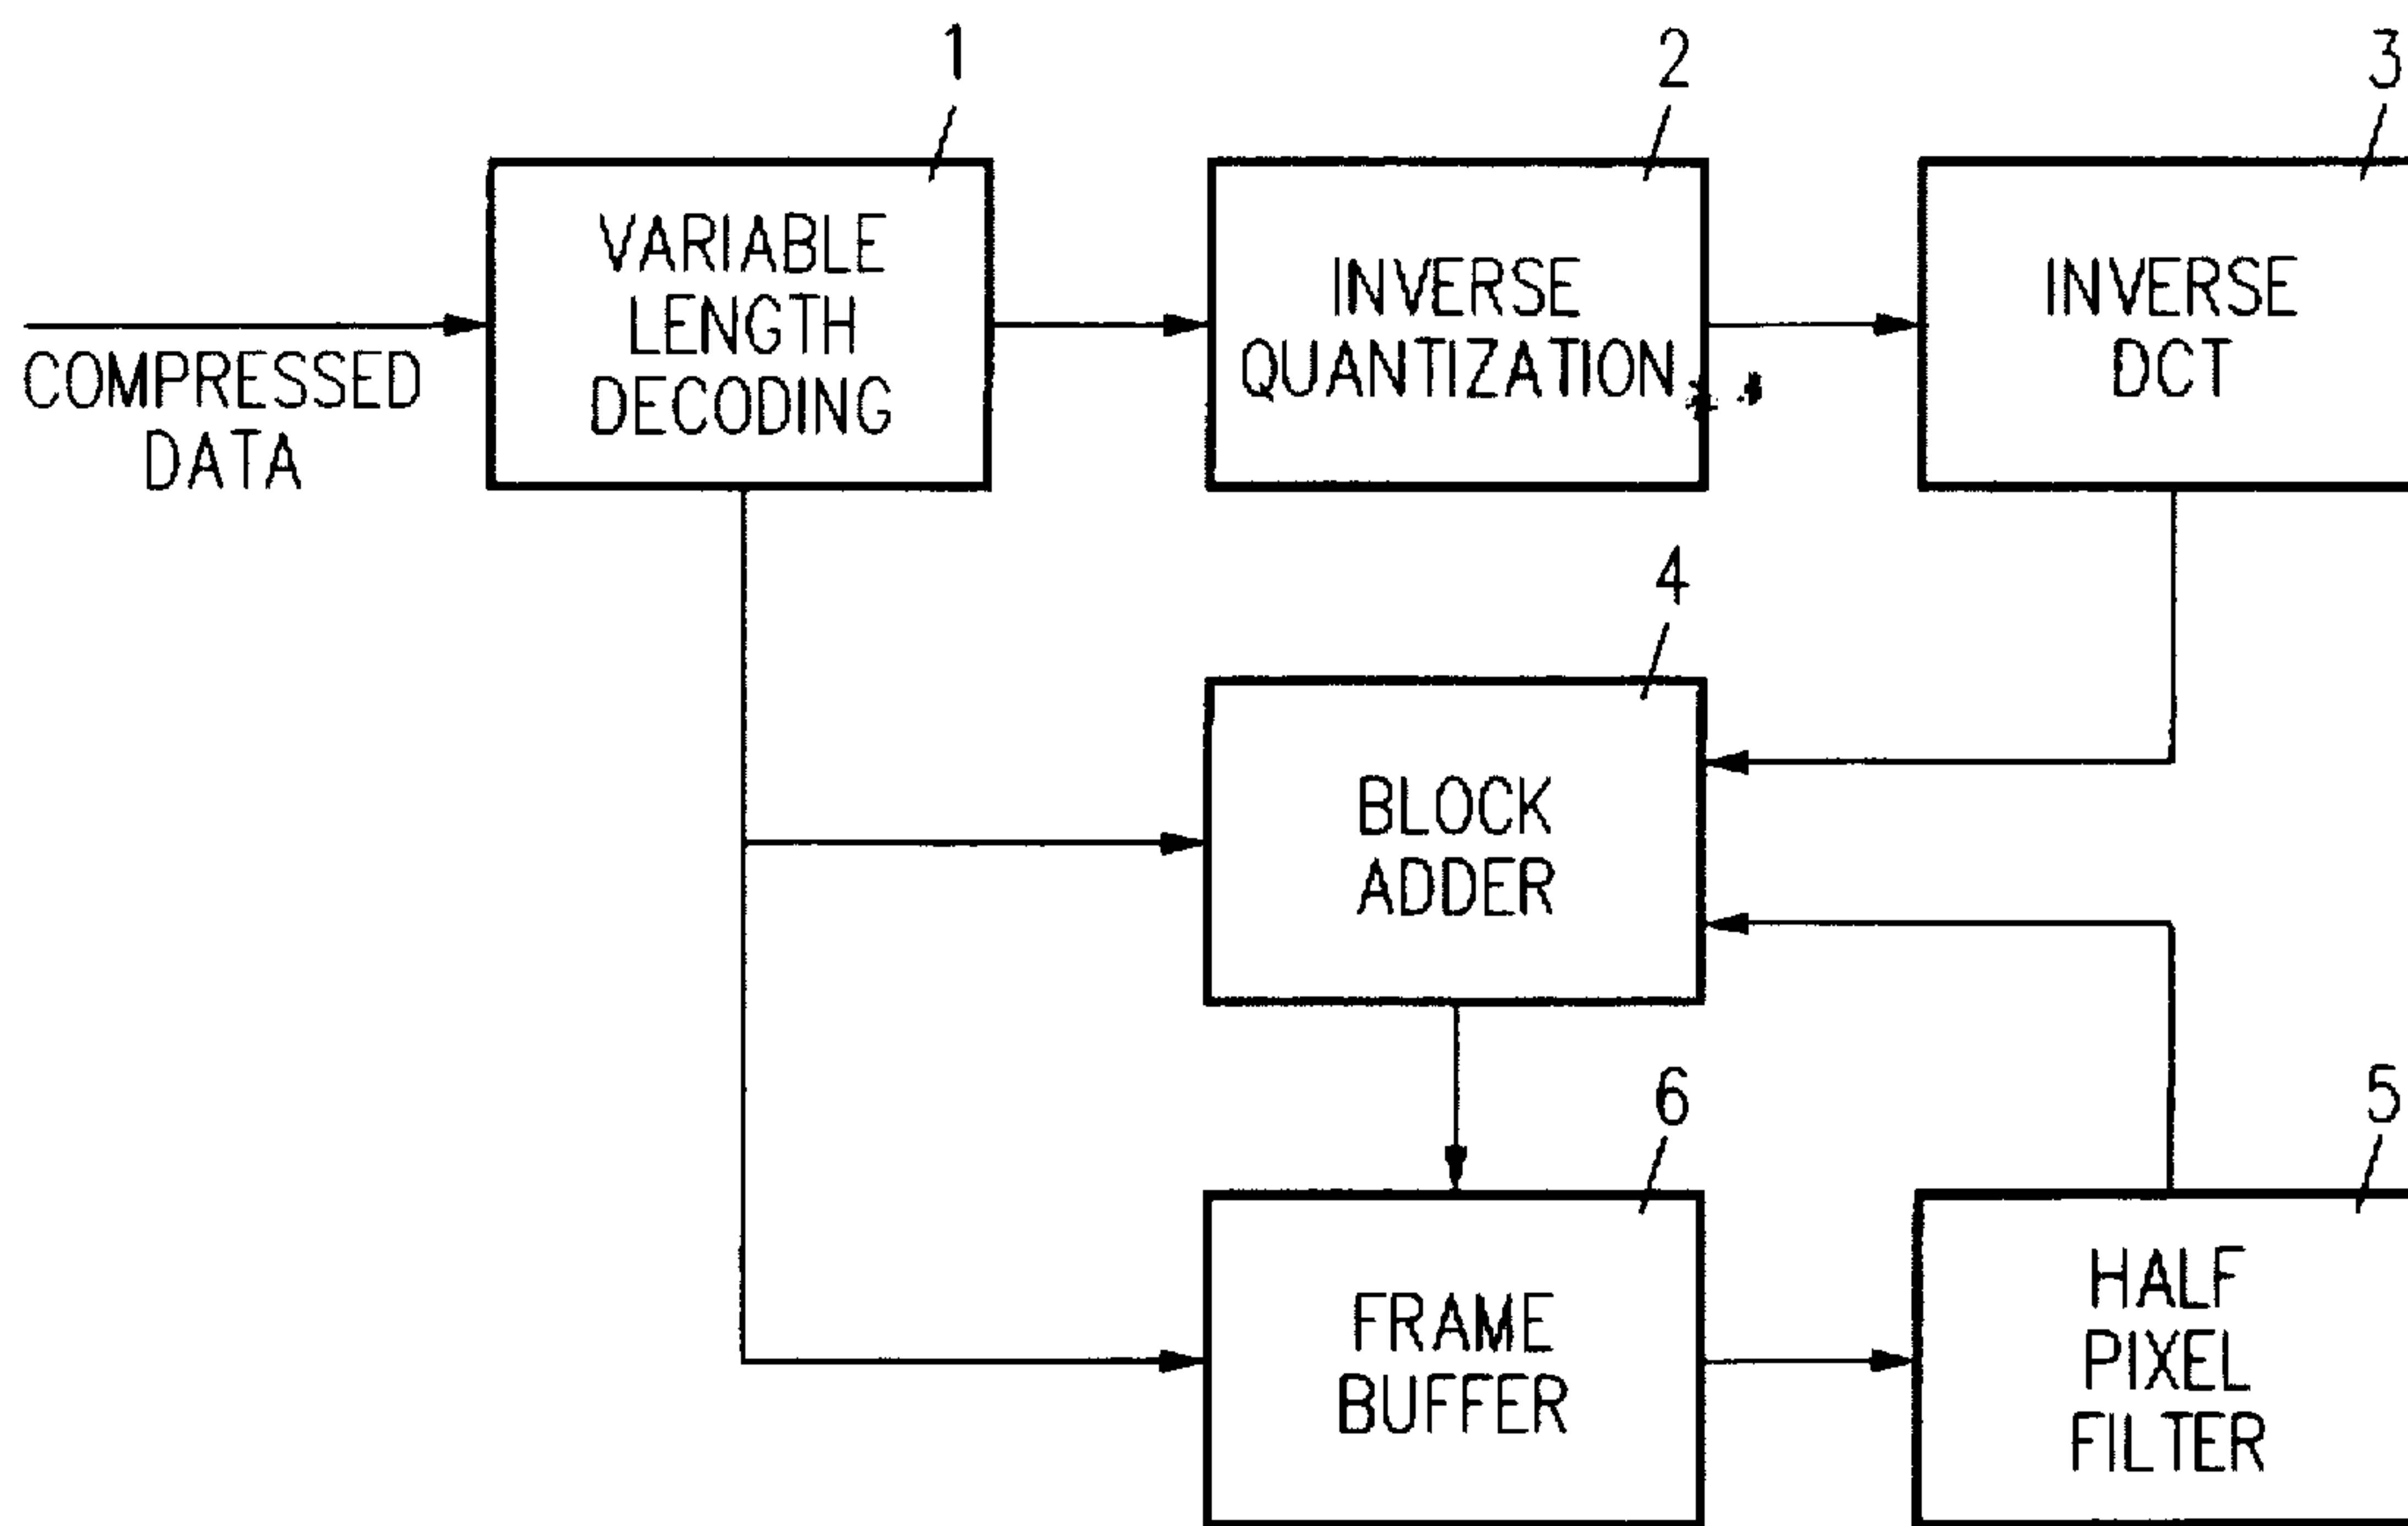 1
2
3
VARIABLE
LENGTH
DECODING
INVERSE
QUANTIZATION
INVERSE
DCT
COMPRESSED
DATA
4
BLOCK
ADDER
6
5
FRAME
BUFFER
HALF
PIXEL
FILTER